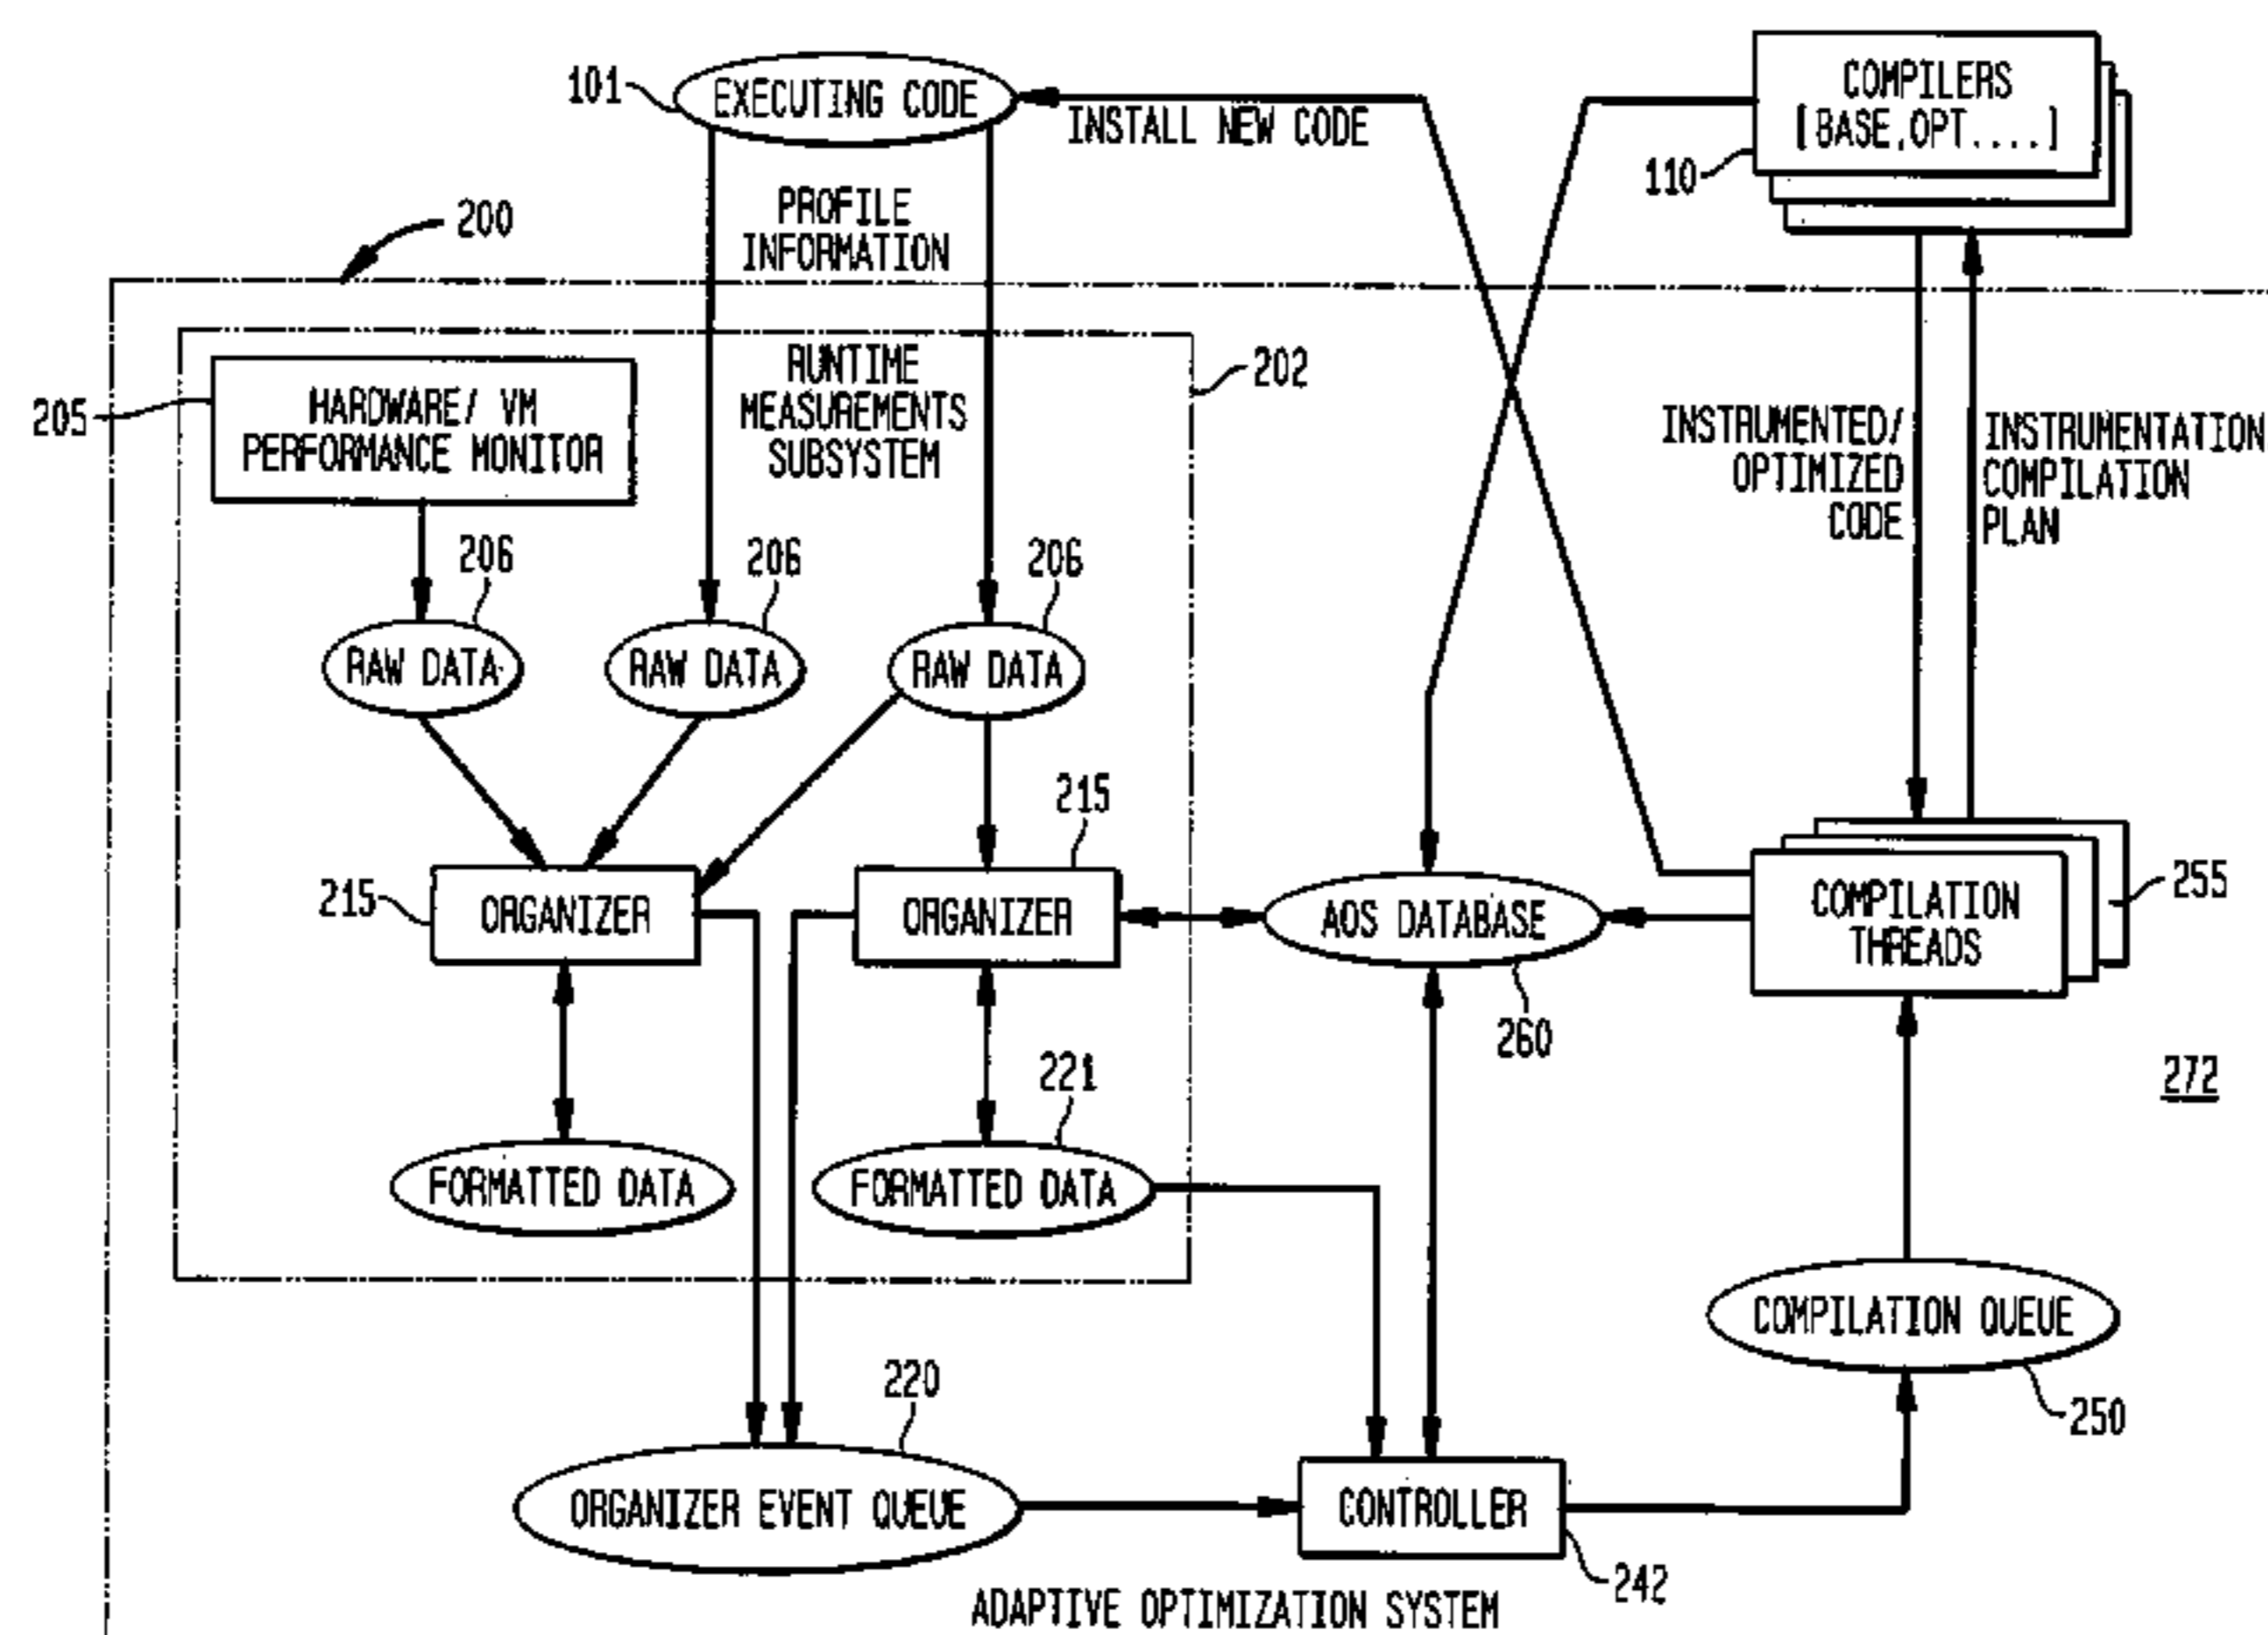 101
EXECUTING CODE
INSTALL NEW CODE
COMPILERS
[BASE,OPT....]
110
200
PROFILE
INFORMATION
RUNTIME
MEASUREMENTS
SUBSYSTEM
202
205
HARDWARE/ VM
PERFORMANCE MONITOR
INSTRUMENTED/
OPTIMIZED
CODE
INSTRUMENTATION
COMPILATION
PLAN
206
206
206
RAW DATA
RAW DATA
RAW DATA
215
215
ORGANIZER
ORGANIZER
AOS DATABASE
260
COMPILATION
THREADS
255
272
221
FORMATTED DATA
FORMATTED DATA
COMPILATION QUEUE
250
220
ORGANIZER EVENT QUEUE
CONTROLLER
242
ADAPTIVE OPTIMIZATION SYSTEM